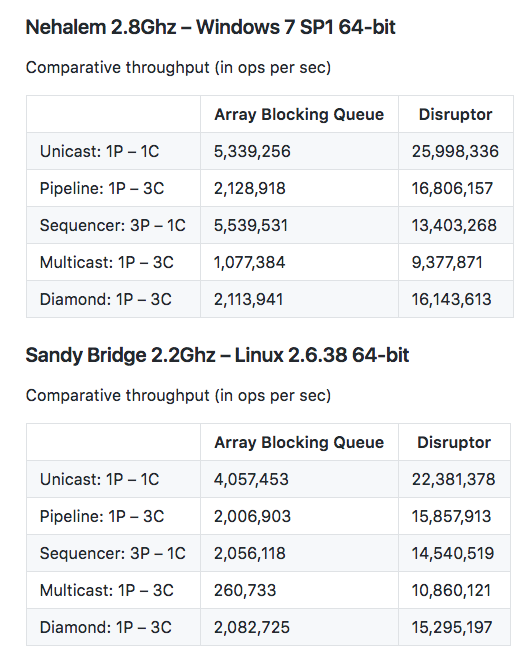 Nehalem 2.8Ghz – Windows 7 SP1 64-bit
Comparative throughput (in ops per sec)
Array Blocking Queue Disruptor
Unicast: 1P – 1C 5,339,256 25,998,336
Pipeline: 1P – 3C 2,128,918 16,806,157
Sequencer: 3P – 1C 5,539,531 13,403,268
Multicast: 1P – 3C 1,077,384 9,377,871
Diamond: 1P – 3C 2,113,941 16,143,613
Sandy Bridge 2.2Ghz – Linux 2.6.38 64-bit
Comparative throughput (in ops per sec)
Array Blocking Queue Disruptor
Unicast: 1P – 1C 4,057,453 22,381,378
Pipeline: 1P – 3C 2,006,903 15,857,913
Sequencer: 3P – 1C 2,056,118 14,540,519
Multicast: 1P – 3C 260,733 10,860,121
Diamond: 1P – 3C 2,082,725 15,295,197